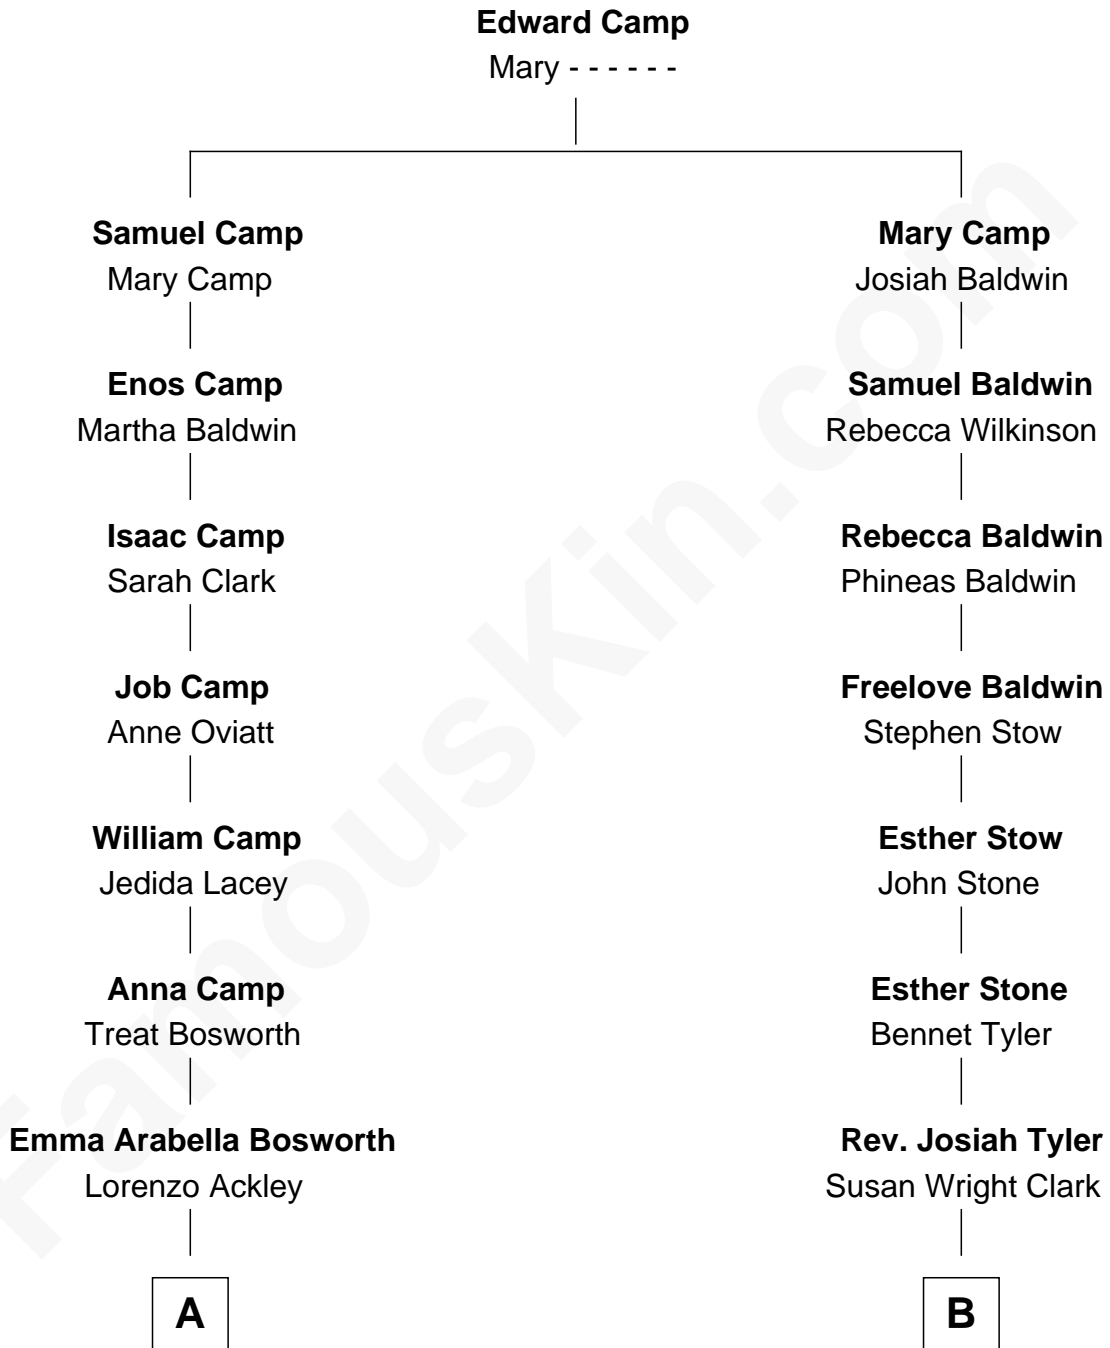 Edward Camp
Mary - - - - - -
Samuel Camp
Mary Camp
Mary Camp
Josiah Baldwin
Enos Camp
Martha Baldwin
Samuel Baldwin
Rebecca Wilkinson
Isaac Camp
Sarah Clark
Rebecca Baldwin
Phineas Baldwin
Job Camp
Anne Oviatt
Freelove Baldwin
Stephen Stow
William Camp
Jedida Lacey
Esther Stow
John Stone
Anna Camp
Treat Bosworth
Esther Stone
Bennet Tyler
Emma Arabella Bosworth
Lorenzo Ackley
Rev. Josiah Tyler
Susan Wright Clark
A
B
FamousKin.com